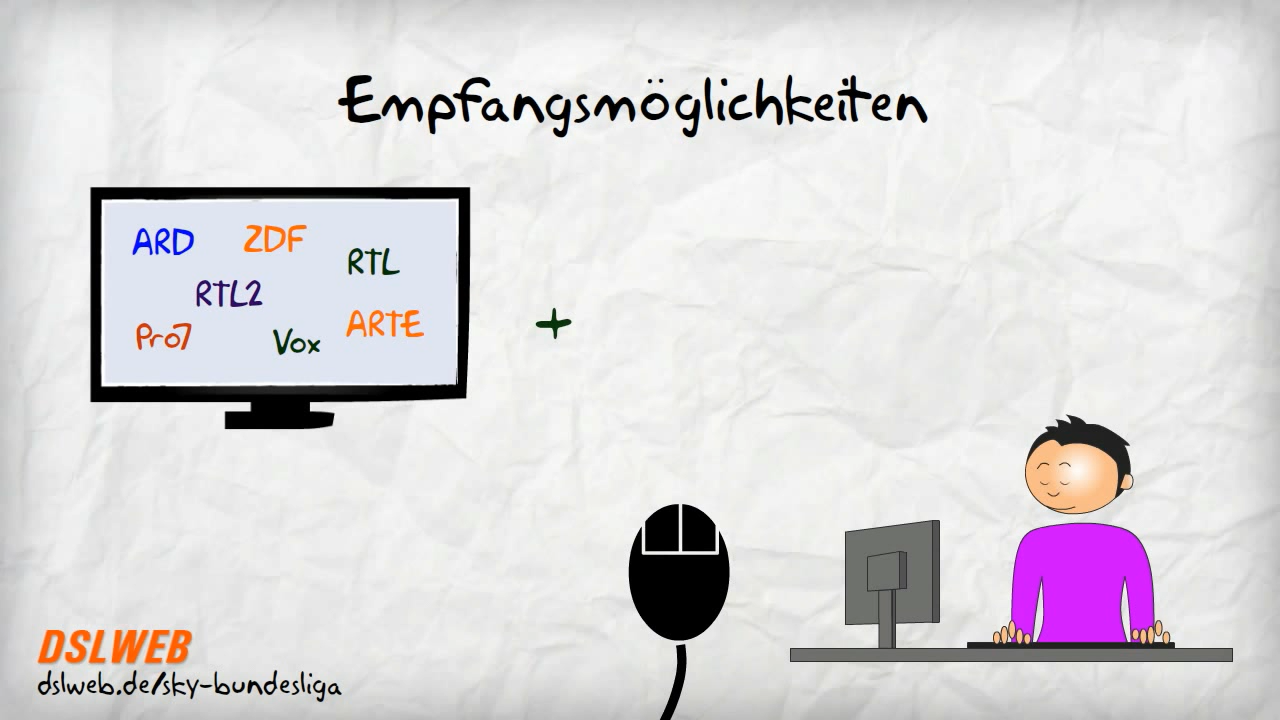 Empfangsmöglichkeiten
ARD ZDF
RTL
RTL2
ARTE
Pro7
Vox
+
DSLWEB
dslweb.de/sky-bundesliga